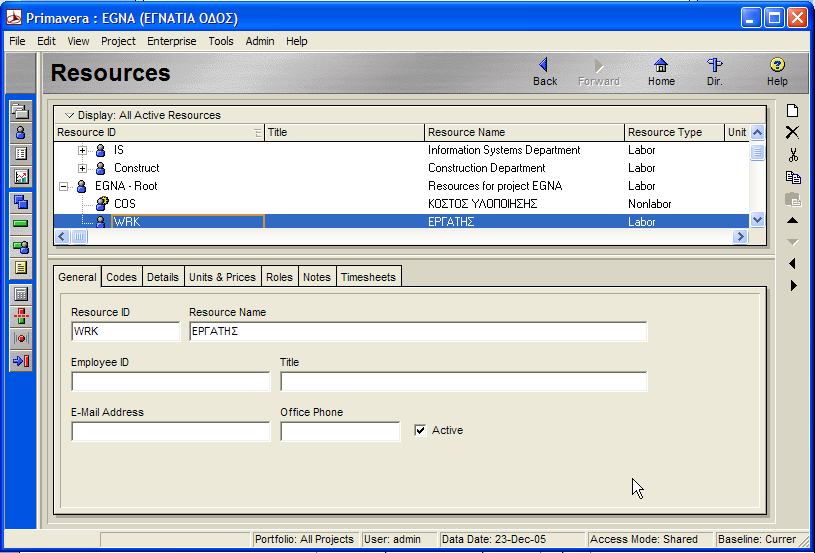 Primavera : EGNA (ΕΓΝΑΤΙΑ ΟΔΟΣ)
File Edit View Project Enterprise Tools Admin Help
Resources
Back Forward Home Dir. Help
Display: All Active Resources
Resource ID Title Resource Name Resource Type Unit
IS Information Systems Department Labor
Construct Construction Department Labor
EGNA - Root Resources for project EGNA Labor
COS ΚΟΣΤΟΣ ΥΛΟΠΟΙΗΣΗΣ Nonlabor
WRK ΕΡΓΑΤΗΣ Labor
General Codes Details Units & Prices Roles Notes Timesheets
Resource ID Resource Name
WRK ΕΡΓΑΤΗΣ
Employee ID Title
E-Mail Address Office Phone
Active
Portfolio: All Projects User: admin Data Date: 23-Dec-05 Access Mode: Shared Baseline: Currer